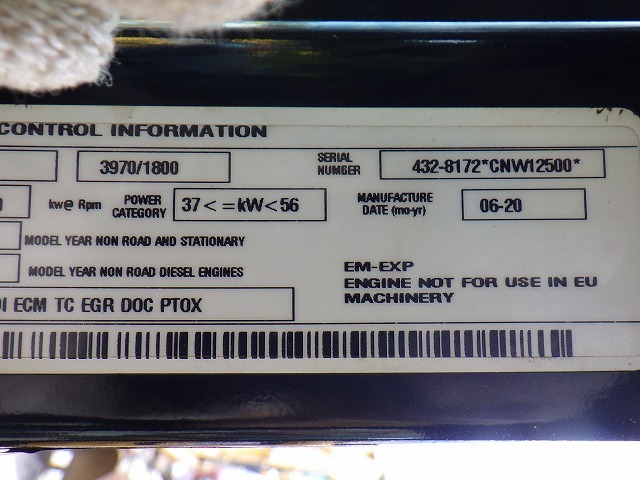 CONTROL INFORMATION
3970/1800
SERIAL NUMBER
432-8172*CNW12500*
kw@ Rpm
POWER CATEGORY
37<=kW<56
MANUFACTURE DATE (mo-yr)
06-20
MODEL YEAR NON ROAD AND STATIONARY
MODEL YEAR NON ROAD DIESEL ENGINES
EM-EXP
ENGINE NOT FOR USE IN EU
MACHINERY
ECM TC EGR DOC PTOX